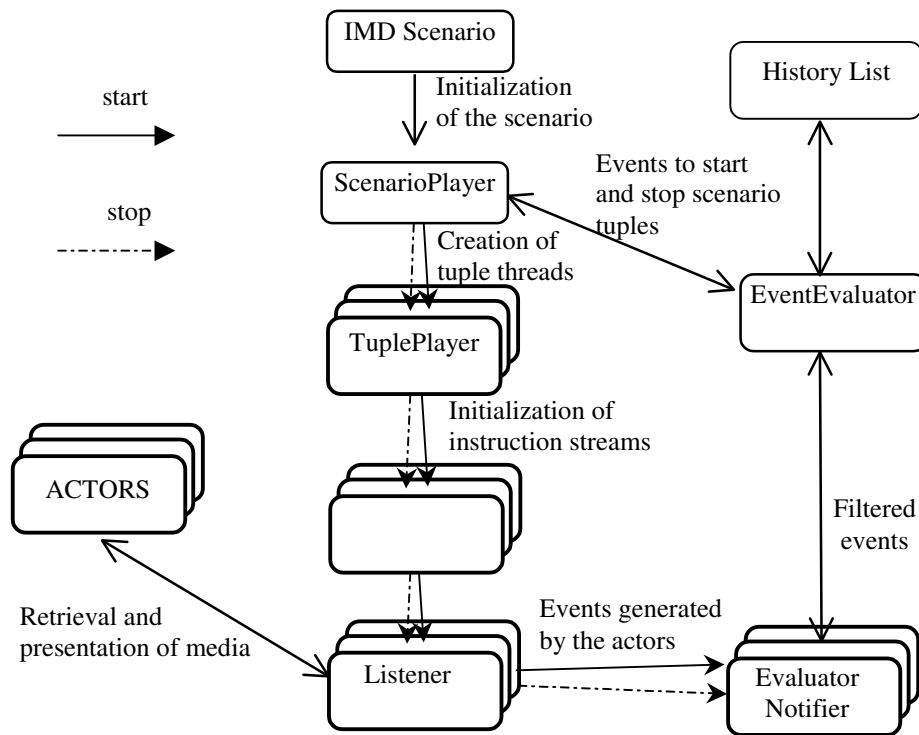 IMD Scenario
History List
start
Initialization
of the scenario
Events to start
and stop scenario
tuples
ScenarioPlayer
stop
Creation of
tuple threads
EventEvaluator
TuplePlayer
Initialization of
instruction streams
ACTORS
Filtered
events
Retrieval and
presentation of media
Events generated
by the actors
Listener
Evaluator
Notifier